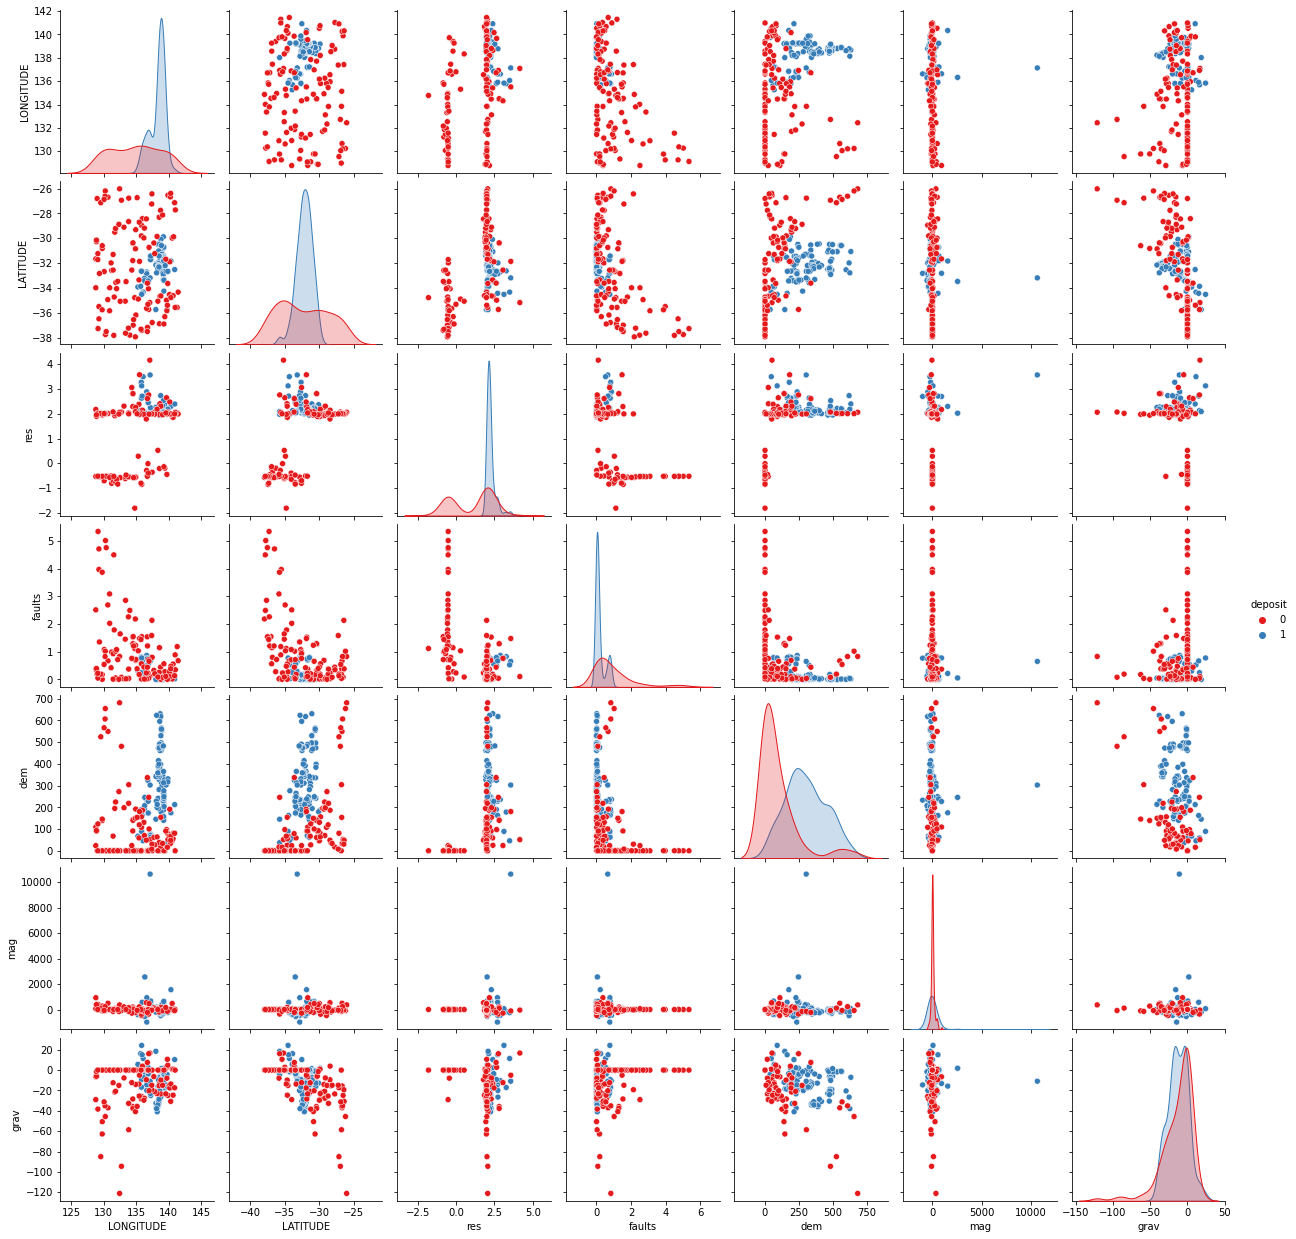 142
140
138
136
134
132
130
LONGITUDE
−26
−28
−30
−32
−34
−36
−38
LATITUDE
4
3
2
1
0
−1
−2
res
5
4
3
2
1
0
faults
deposit
0
1
700
600
500
400
300
200
100
0
dem
10000
8000
6000
4000
2000
0
mag
20
0
−20
−40
−60
−80
−100
−120
grav
125 130 135 140 145
−40 −35 −30 −25
−2.5 0.0 2.5 5.0
0 2 4 6
0 250 500 750
0 5000 10000
−150 −100 −50 0 50
LONGITUDE
LATITUDE
res
faults
dem
mag
grav